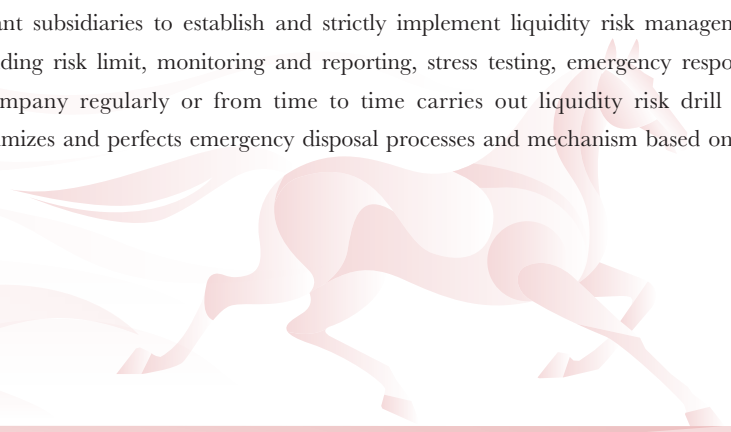 ant subsidiaries to establish and strictly implement liquidity risk managem
ding risk limit, monitoring and reporting, stress testing, emergency respo
mpany regularly or from time to time carries out liquidity risk drill
mizes and perfects emergency disposal processes and mechanism based on